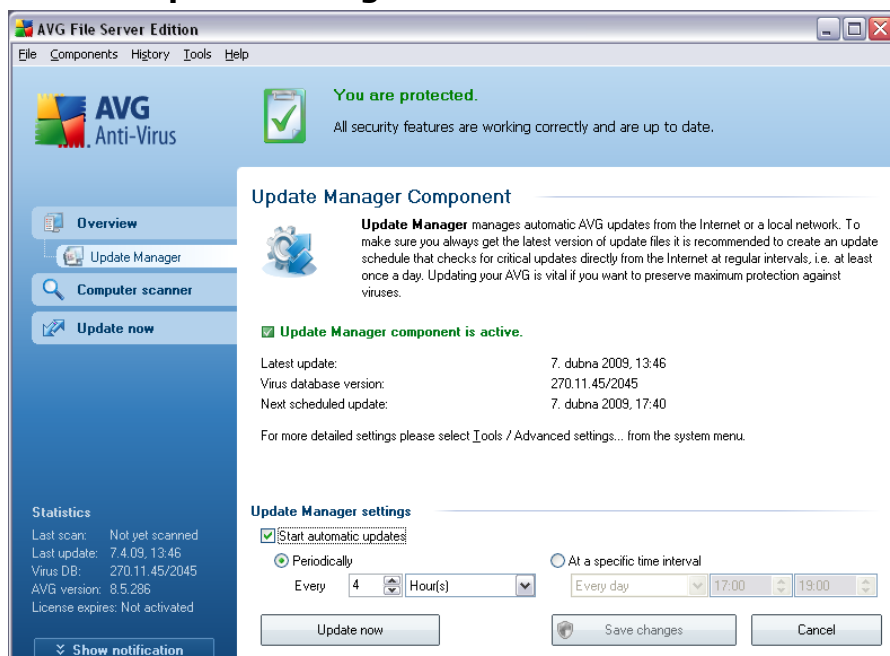 AVG File Server Edition
File Components History Tools Help
AVG
Anti-Virus
You are protected.
All security features are working correctly and are up to date.
Overview
Update Manager
Computer scanner
Update now
Update Manager Component
Update Manager manages automatic AVG updates from the Internet or a local network. To
make sure you always get the latest version of update files it is recommended to create an update
schedule that checks for critical updates directly from the Internet at regular intervals, i.e. at least
once a day. Updating your AVG is vital if you want to preserve maximum protection against
viruses.
Update Manager component is active.
Latest update: 7. dubna 2009, 13:46
Virus database version: 270.11.45/2045
Next scheduled update: 7. dubna 2009, 17:40
For more detailed settings please select Tools / Advanced settings... from the system menu.
Statistics
Last scan: Not yet scanned
Last update: 7.4.09, 13:46
Virus DB: 270.11.45/2045
AVG version: 8.5.286
License expires: Not activated
Show notification
Update Manager settings
Start automatic updates
Periodically
Every 4 Hour(s)
At a specific time interval
Every day 17:00 19:00
Update now
Save changes
Cancel